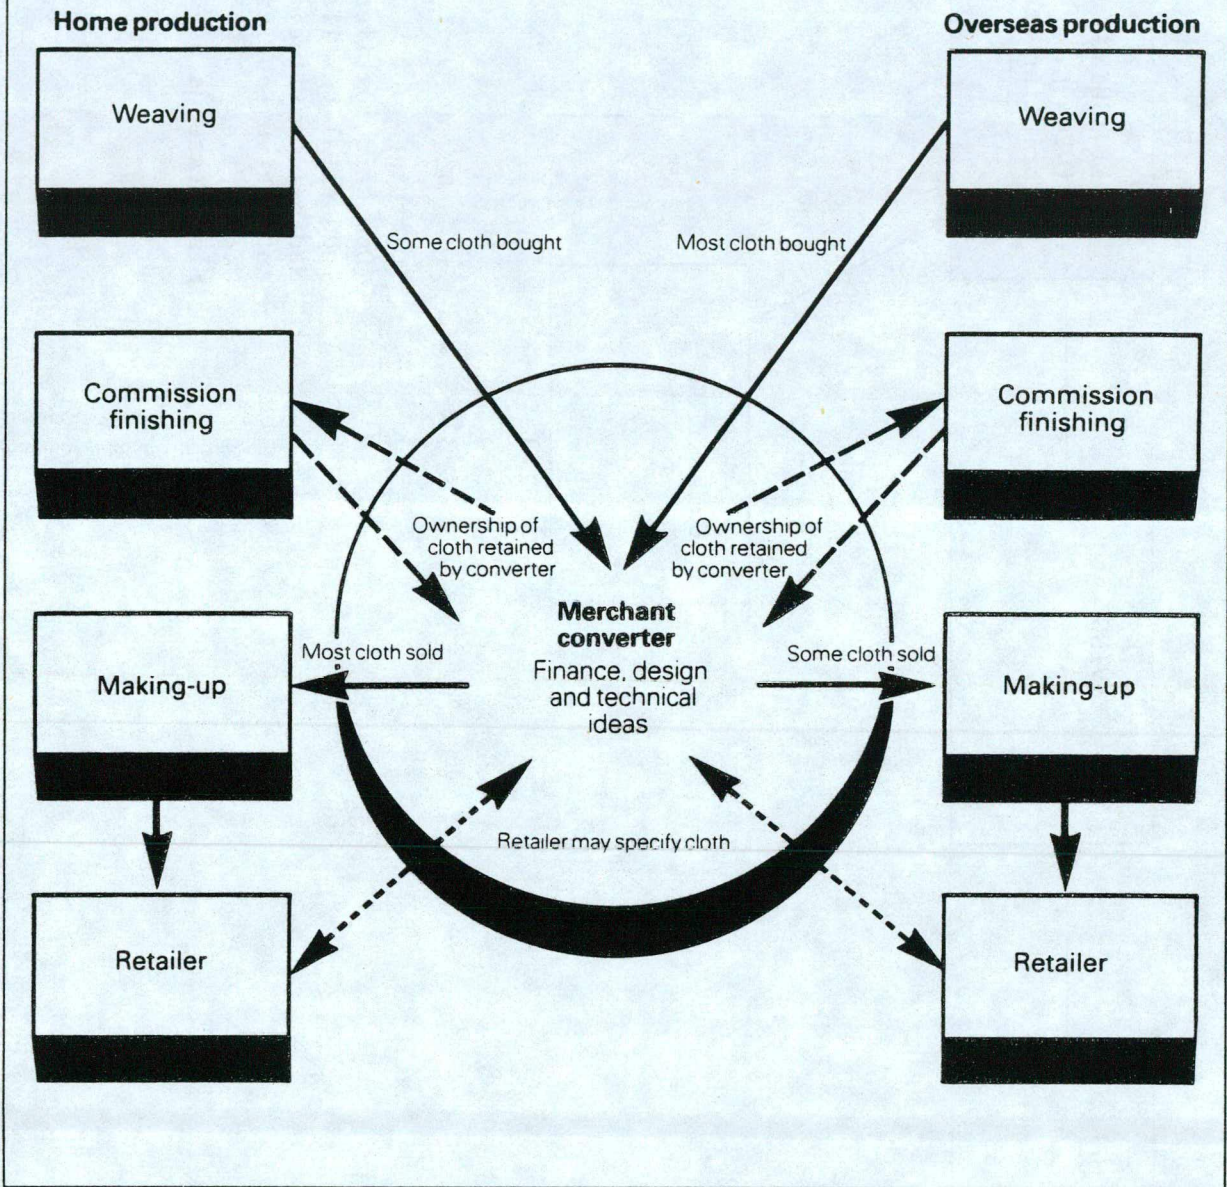 Home production
Overseas production
Weaving
Weaving
Some cloth bought
Most cloth bought
Commission
finishing
Commission
finishing
Ownership of
cloth retained
by converter
Ownership of
cloth retained
by converter
Merchant
converter
Finance, design
and technical
ideas
Most cloth sold
Some cloth sold
Making-up
Making-up
Retailer may specify cloth
Retailer
Retailer